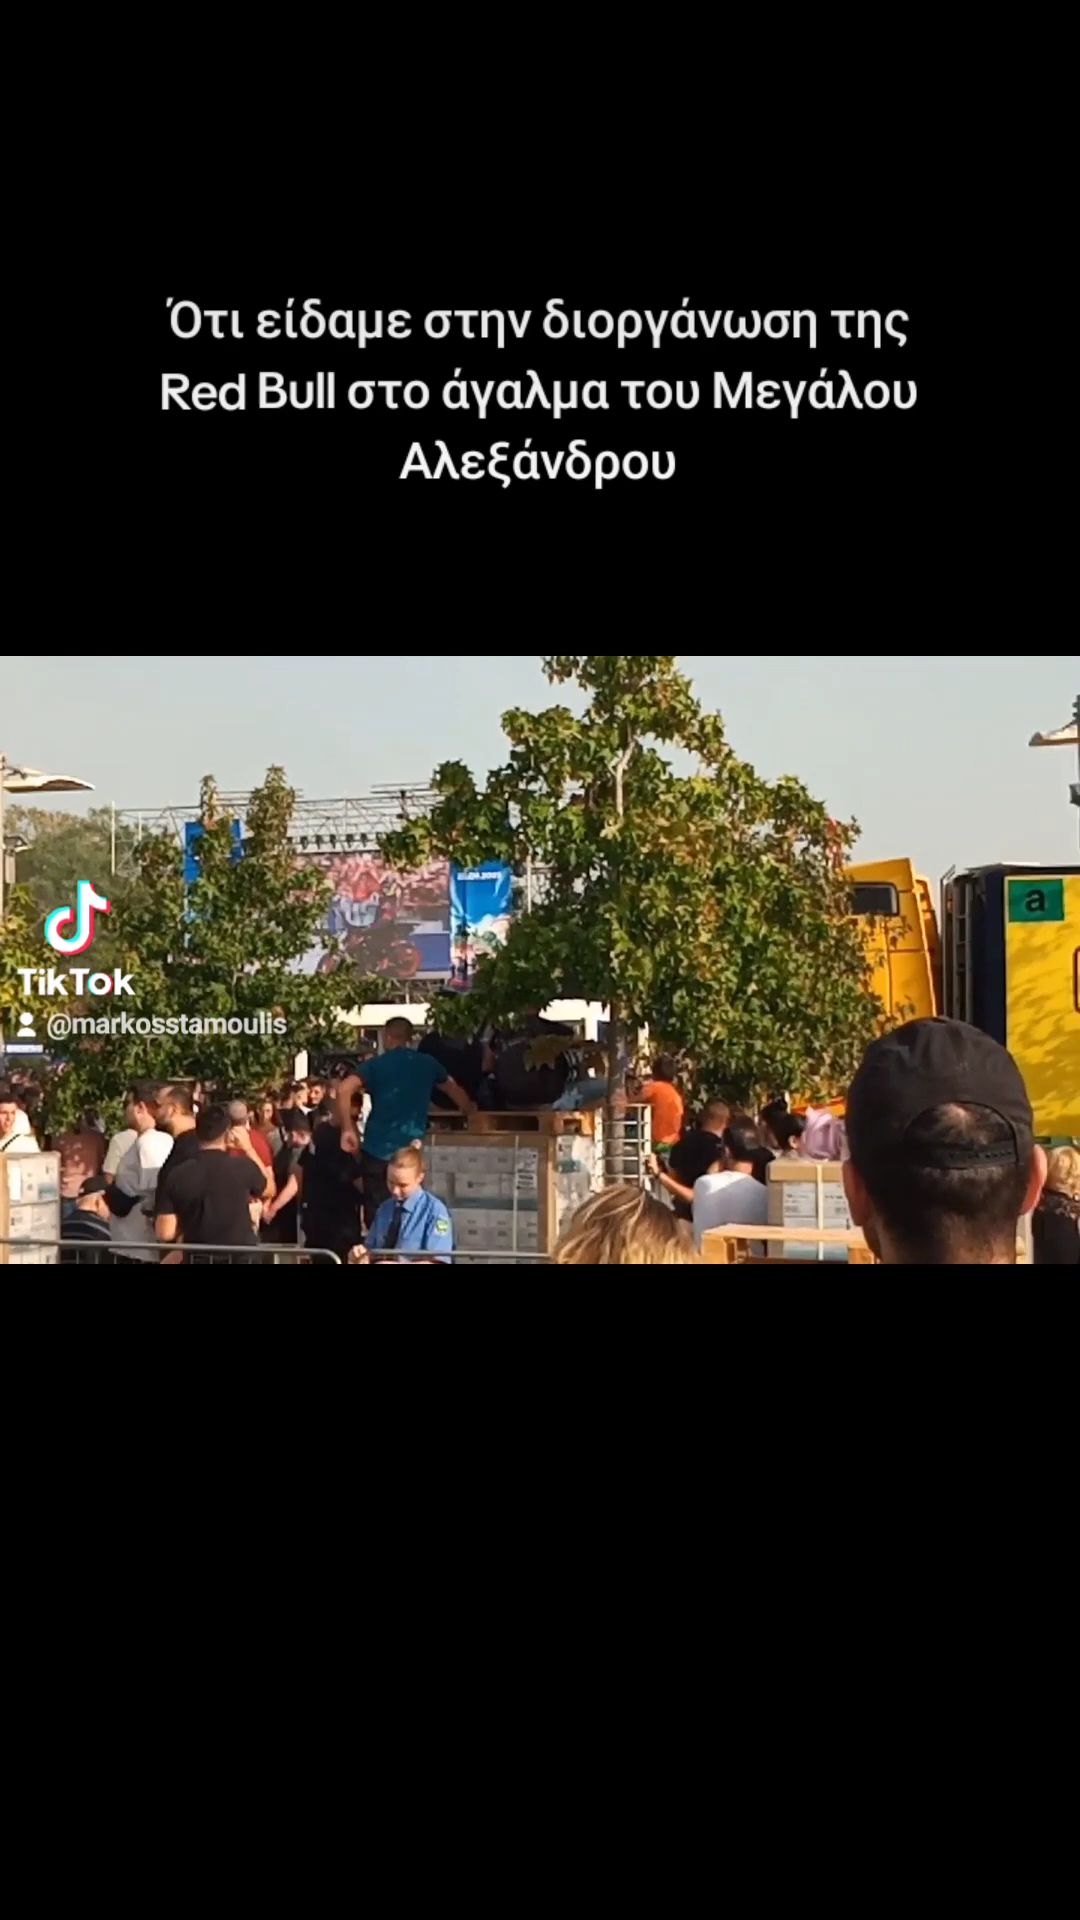 Ότι είδαμε στην διοργάνωση της
Red Bull στο άγαλμα του Μεγάλου
Αλεξάνδρου
a
TikTok
@markosstamoulis